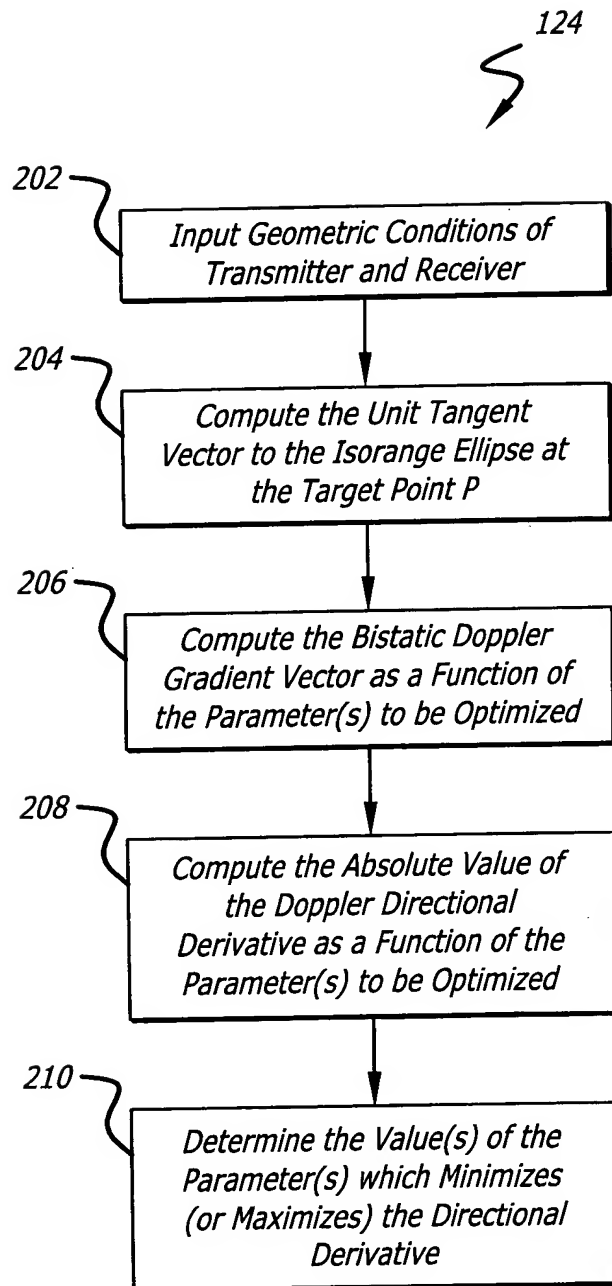 124
202
Input Geometric Conditions of
Transmitter and Receiver
204
Compute the Unit Tangent
Vector to the Isorange Ellipse at
the Target Point P
206
Compute the Bistatic Doppler
Gradient Vector as a Function of
the Parameter(s) to be Optimized
208
Compute the Absolute Value of
the Doppler Directional
Derivative as a Function of the
Parameter(s) to be Optimized
210
Determine the Value(s) of the
Parameter(s) which Minimizes
(or Maximizes) the Directional
Derivative